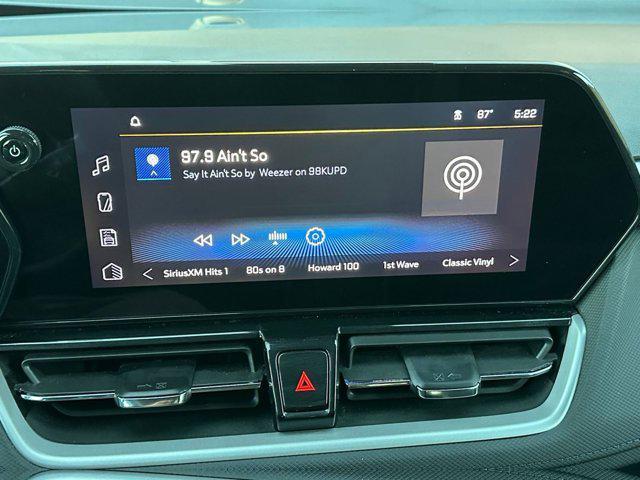 87° 5:22
97.9 Ain't So
Say It Ain't So by Weezer on 98KUPD
SiriusXM Hits 1 80s on 8 Howard 100 1st Wave Classic Vinyl